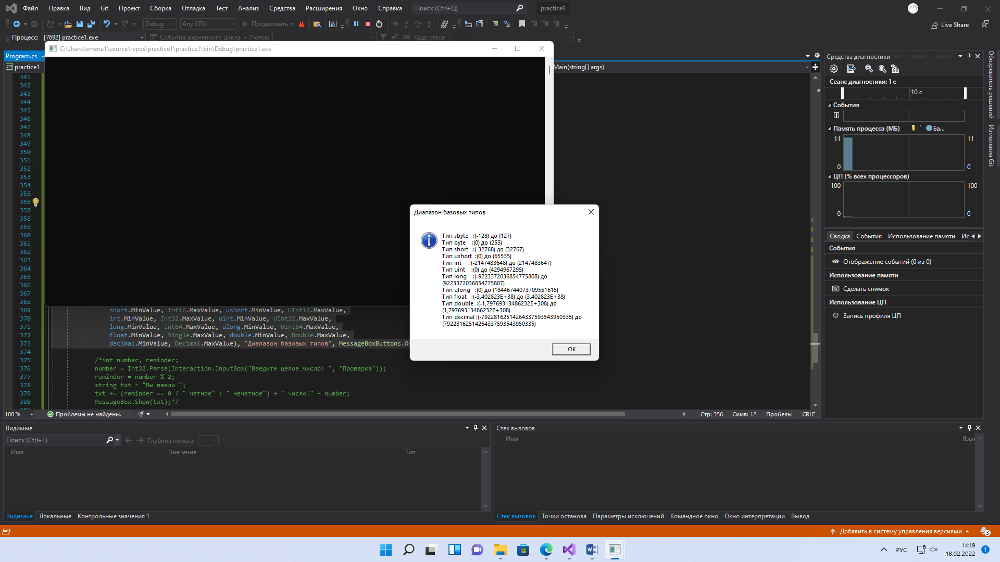 Файл Правка Вид Git Проект Сборка Отладка Тест Анализ Средства Расширения Окно Справка Поиск (Ctrl+Q) practice1
Debug Any CPU Продолжить Live Share
Процесс: [7692] practice1.exe События жизненного цикла Поток: Кадр стека:
C:\Users\smena1\source\repos\practice1\practice1\bin\Debug\practice1.exe
Program.cs
practice1 Main(string[] args)
341
342
343
344
345
346
347
348
349
350
351
352
353
354
355
356
357
358
359
360
361
362
363
364
365
366
367
368
369 short.MinValue, Int16.MaxValue, ushort.MinValue, UInt16.MaxValue,
370 int.MinValue, Int32.MaxValue, uint.MinValue, UInt32.MaxValue,
371 long.MinValue, Int64.MaxValue, ulong.MinValue, UInt64.MaxValue,
372 float.MinValue, Single.MaxValue, double.MinValue, Double.MaxValue,
373 decimal.MinValue, Decimal.MaxValue), "Диапазон базовых типов", MessageBoxButtons.
374
375 /*int number, reminder;
376 number = Int32.Parse(Interaction.InputBox("Введите целое число: ", "Проверка"));
377 reminder = number % 2;
378 string txt = "Вы ввели ";
379 txt += (reminder == 0 ? " четное" : " нечетное") + " число!" + number;
380 MessageBox.Show(txt);*/
Диапазон базовых типов
Тип sbyte :(-128) до (127)
Тип byte :(0) до (255)
Тип short :(-32768) до (32767)
Тип ushort :(0) до (65535)
Тип int :(-2147483648) до (2147483647)
Тип uint :(0) до (4294967295)
Тип long :(-9223372036854775808) до
(9223372036854775807)
Тип ulong :(0) до (18446744073709551615)
Тип float :(-3,402823E+38) до (3,402823E+38)
Тип double :(-1,79769313486232E+308) до
(1,79769313486232E+308)
Тип decimal :(-79228162514264337593543950335) до
(79228162514264337593543950335)
OK
100 % Проблемы не найдены. Стр: 356 Симв: 12 Пробелы CRLF
Средства диагностики
Сеанс диагностики: 1 с
10 с
События
Память процесса (МБ) Ба...
11 11
0 0
ЦП (% всех процессоров)
100 100
0 0
Сводка События Использование памяти Ис
События
Отображение событий (0 из 0)
Использование памяти
Сделать снимок
Использование ЦП
Запись профиля ЦП
Обозреватель решений
Изменения Git
Видимые
Поиск (Ctrl+E) Глубина поиска:
Имя Значение Тип
Видимые Локальные Контрольные значения 1
Стек вызовов
Имя Язык
Стек вызовов Точки останова Параметры исключений Командное окно Окно интерпретации Вывод
Добавить в систему управления версиями 3
РУС 14:19
18.02.2022 1